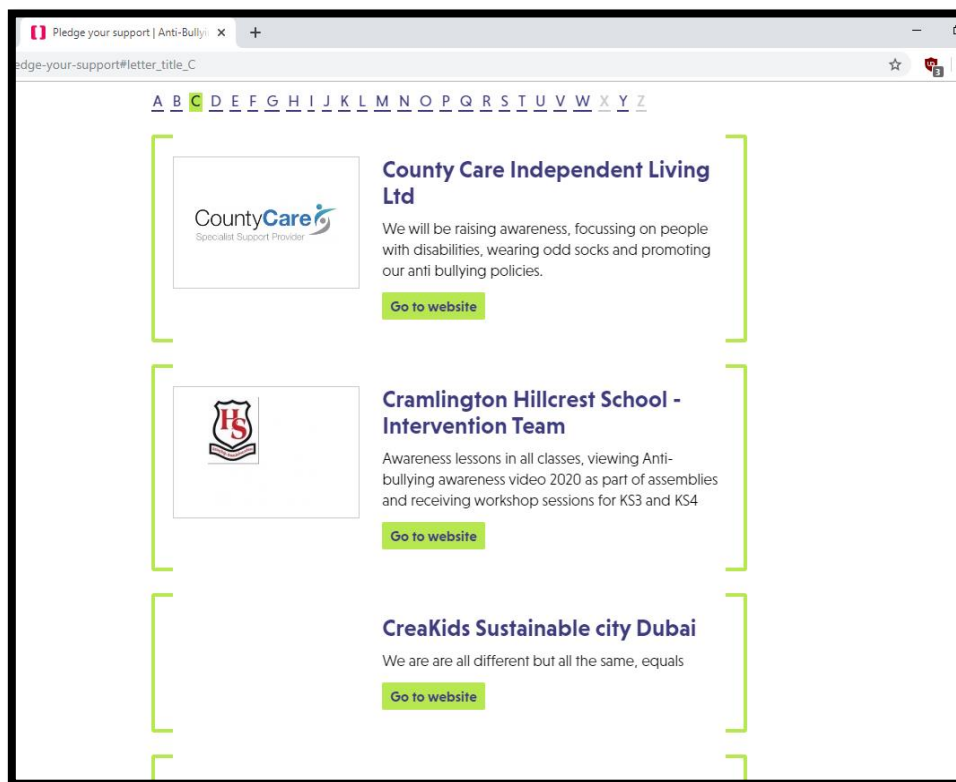 Pledge your support | Anti-Bullyi
edge-your-support#letter_title_C
3
A B C D E F G H I J K L M N O P Q R S T U V W X Y Z
CountyCare
Specialist Support Provider
County Care Independent Living
Ltd
We will be raising awareness, focussing on people
with disabilities, wearing odd socks and promoting
our anti bullying policies.
Go to website
HS
Cramlington Hillcrest School -
Intervention Team
Awareness lessons in all classes, viewing Anti-
bullying awareness video 2020 as part of assemblies
and receiving workshop sessions for KS3 and KS4
Go to website
CreaKids Sustainable city Dubai
We are are all different but all the same, equals
Go to website